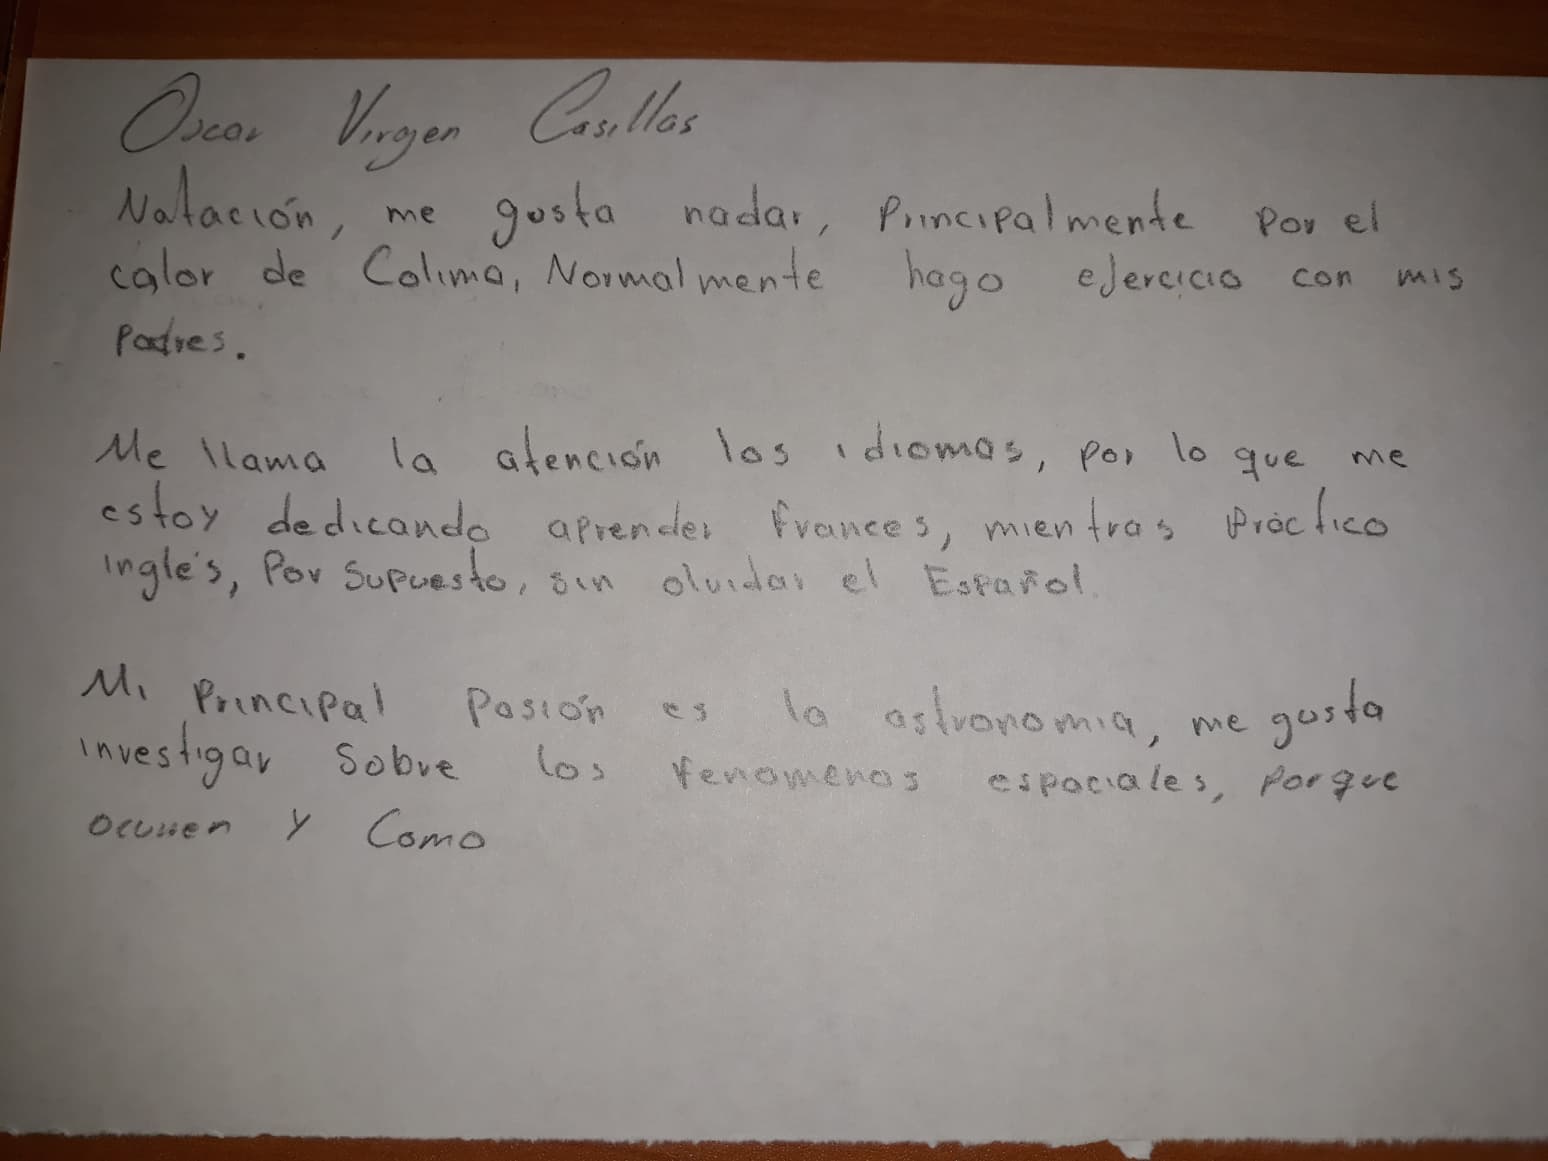 Oscar Virgen Casillas
Natación, me gusta nadar, Principalmente Por el
calor de Colima, Normalmente hago ejercicio con mis
Padres.
Me llama la atención los idiomas, por lo que me
estoy dedicando aprender frances, mientras Práctico
inglés, Por supuesto, sin olvidar el Español.
Mi Principal Pasión es la astronomia, me gusta
investigar Sobre los fenomenos espaciales, Porque
ocurren y Como